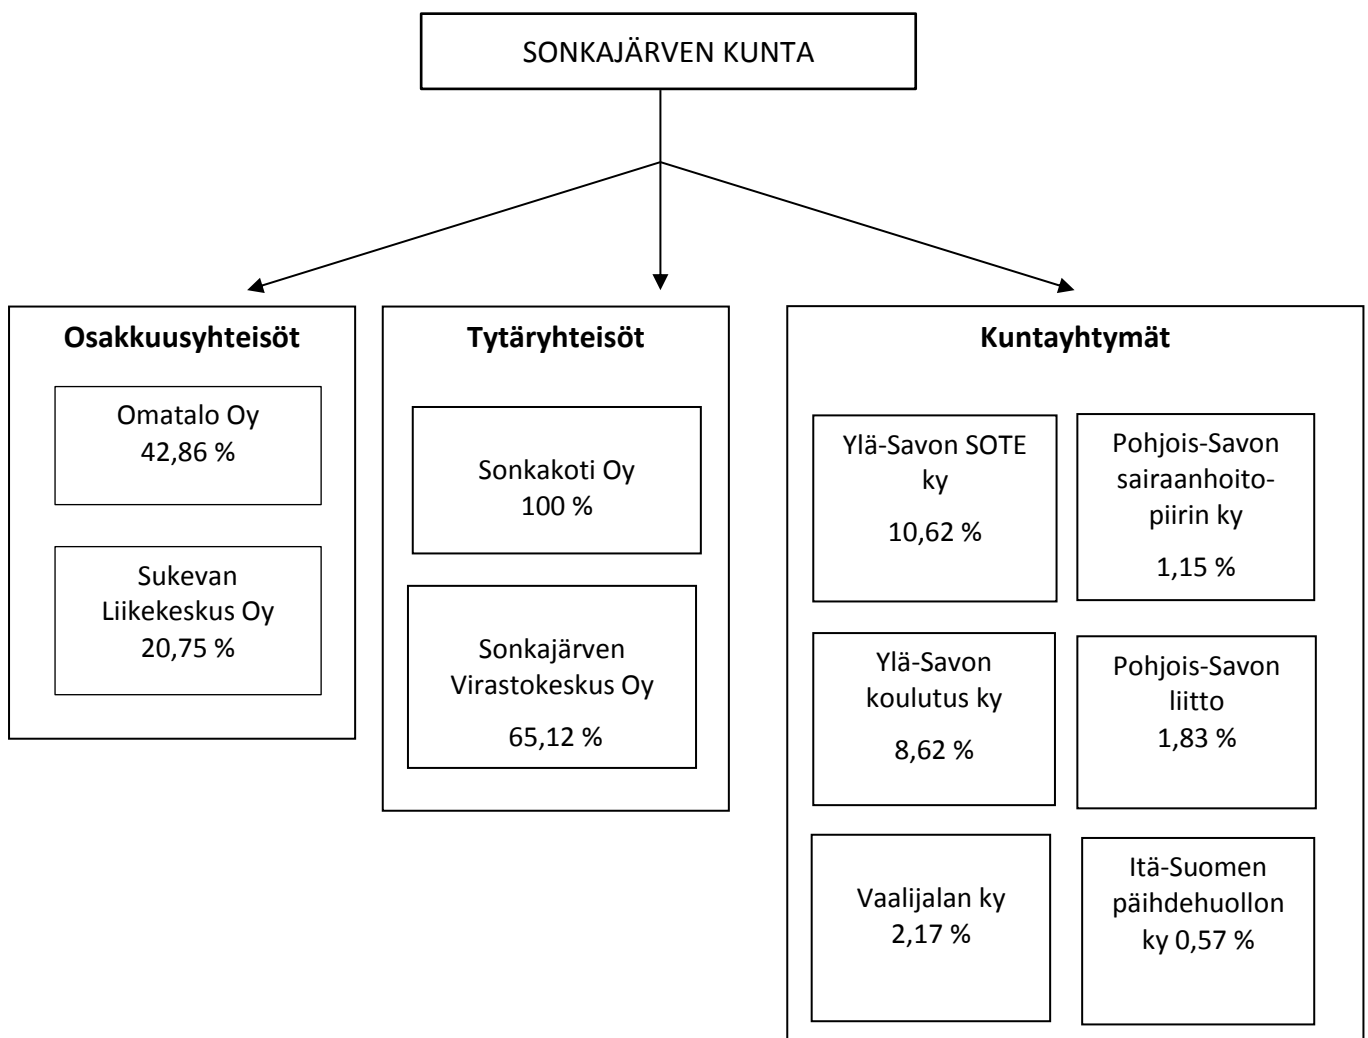 SONKAJÄRVEN KUNTA
Osakkuusyhteisöt
Omatalo Oy
42,86 %
Sukevan
Liikekeskus Oy
20,75 %
Tytäryhteisöt
Sonkakoti Oy
100 %
Sonkajärven
Virastokeskus Oy
65,12 %
Kuntayhtymät
Ylä-Savon SOTE
ky
10,62 %
Pohjois-Savon
sairaanhoito-
piirin ky
1,15 %
Ylä-Savon
koulutus ky
8,62 %
Pohjois-Savon
liitto
1,83 %
Vaalijalan ky
2,17 %
Itä-Suomen
päihdehuollon
ky 0,57 %